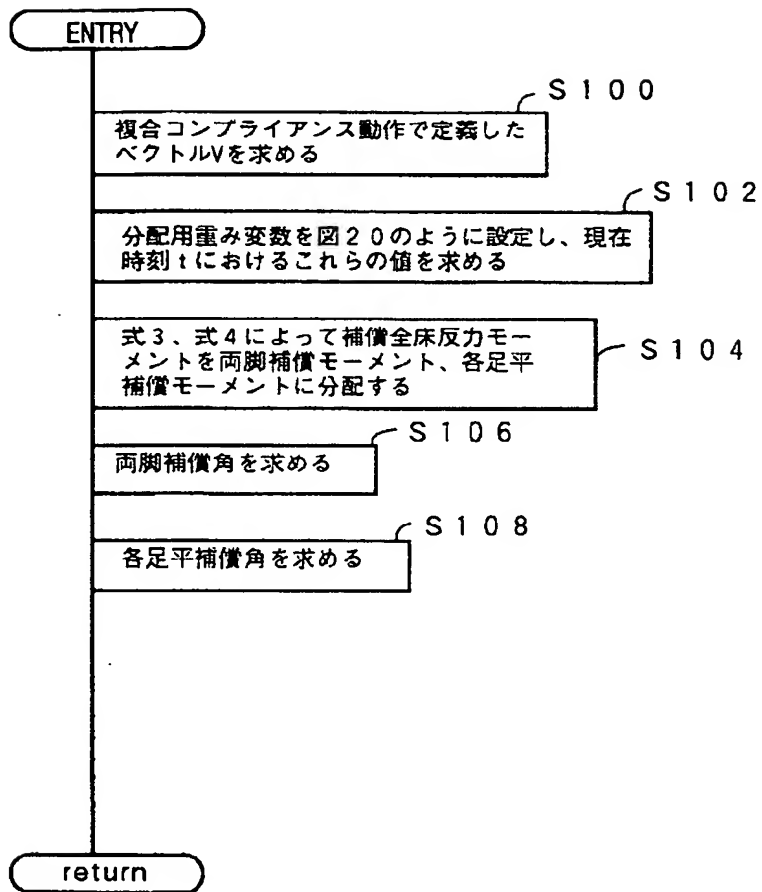 ENTRY
S100
複合コンプライアンス動作で定義した
ベクトルVを求める
S102
分配用重み変数を図20のように設定し、現在
時刻tにおけるこれらの値を求める
S104
式3、式4によって補償全床反力モー
メントを両脚補償モーメント、各足平
補償モーメントに分配する
S106
両脚補償角を求める
S108
各足平補償角を求める
return